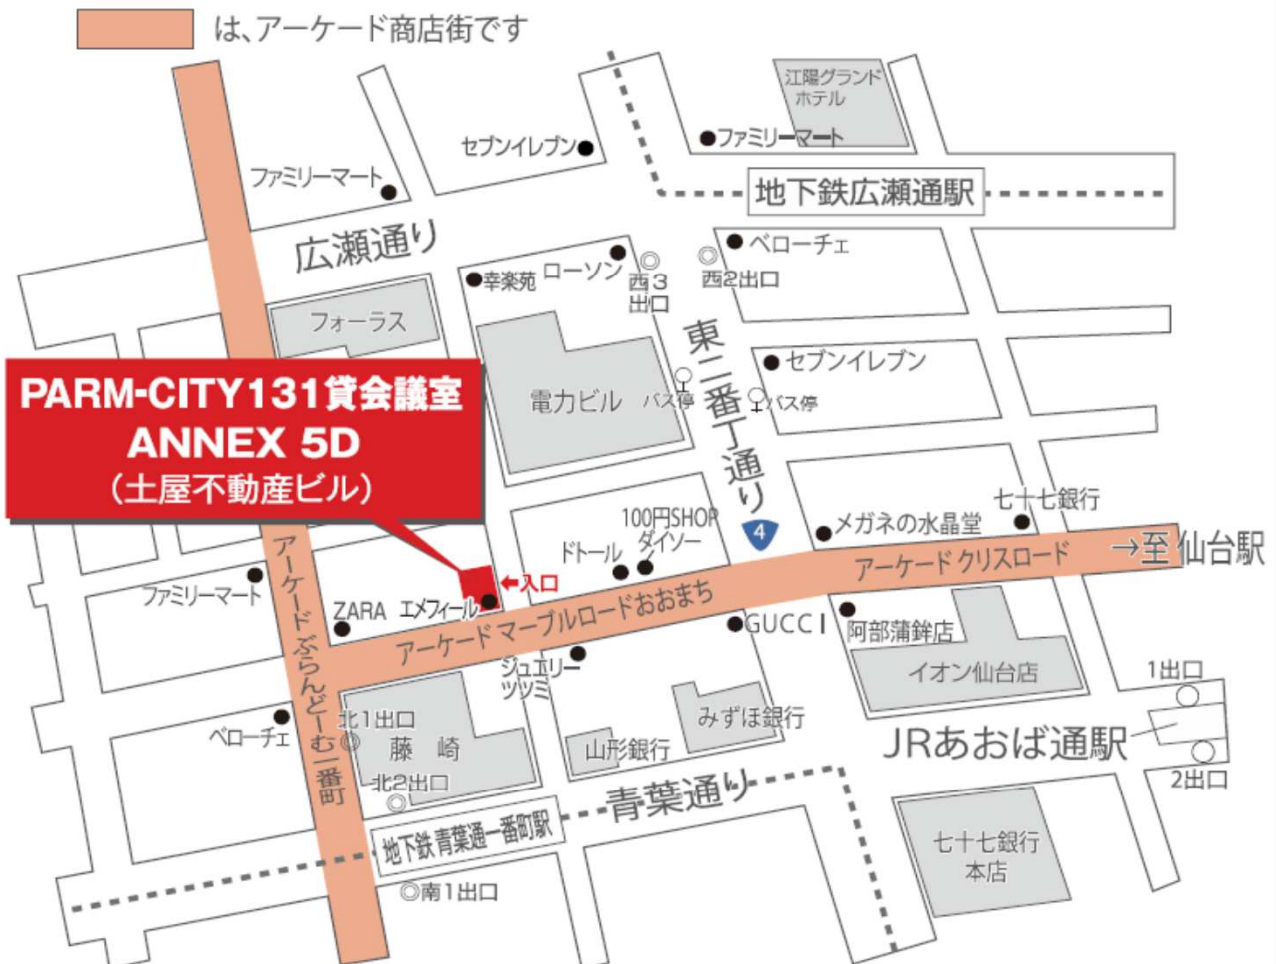 は、アーケード商店街です
江陽グランド
ホテル
セブンイレブン
ファミリーマート
ファミリーマート
地下鉄広瀬通駅
広瀬通り
ベローチェ
ローソン
幸楽苑
西3
出口
西2出口
フォーラス
東二番丁通り
セブンイレブン
電力ビル
バス停
バス停
PARM-CITY131貸会議室
ANNEX 5D
（土屋不動産ビル）
七十七銀行
100円SHOP
ダイソー
メガネの水晶堂
4
ドトール
アーケード クリスロード
→至 仙台駅
←入口
ファミリーマート
ZARA
エメフィール
アーケード マーブルロードおおまち
アーケード ぶらんどーむ一番町
GUCCI
阿部蒲鉾店
ジュエリー
ツツミ
イオン仙台店
1出口
北1出口
みずほ銀行
ベローチェ
藤崎
山形銀行
JRあおば通駅
2出口
北2出口
青葉通り
地下鉄青葉通一番町駅
七十七銀行
本店
南1出口